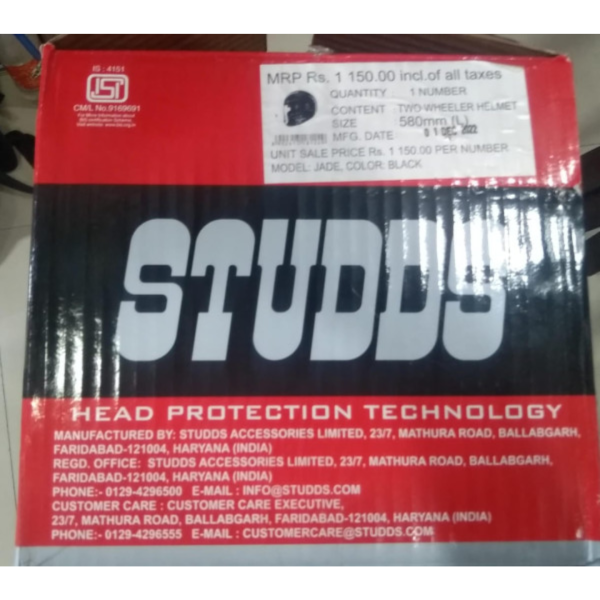 IS : 4151
ISI
CM/L No.9169691
MRP Rs. 1 150.00 incl.of all taxes
QUANTITY : 1 NUMBER
CONTENT : TWO-WHEELER HELMET
SIZE 580mm (L)
MFG. DATE 01 DEC 2022
UNIT SALE PRICE Rs. 1 150.00 PER NUMBER
MODEL: JADE, COLOR: BLACK
STUDDS
HEAD PROTECTION TECHNOLOGY
MANUFACTURED BY: STUDDS ACCESSORIES LIMITED, 23/7, MATHURA ROAD, BALLABGARH,
FARIDABAD-121004, HARYANA (INDIA)
REGD. OFFICE: STUDDS ACCESSORIES LIMITED, 23/7, MATHURA ROAD, BALLABGARH,
FARIDABAD-121004, HARYANA (INDIA)
PHONE:- 0129-4296500 E-MAIL : INFO@STUDDS.COM
CUSTOMER CARE : CUSTOMER CARE EXECUTIVE,
23/7, MATHURA ROAD, BALLABGARH, FARIDABAD-121004, HARYANA (INDIA)
PHONE:- 0129-4296555 E-MAIL : CUSTOMERCARE@STUDDS.COM